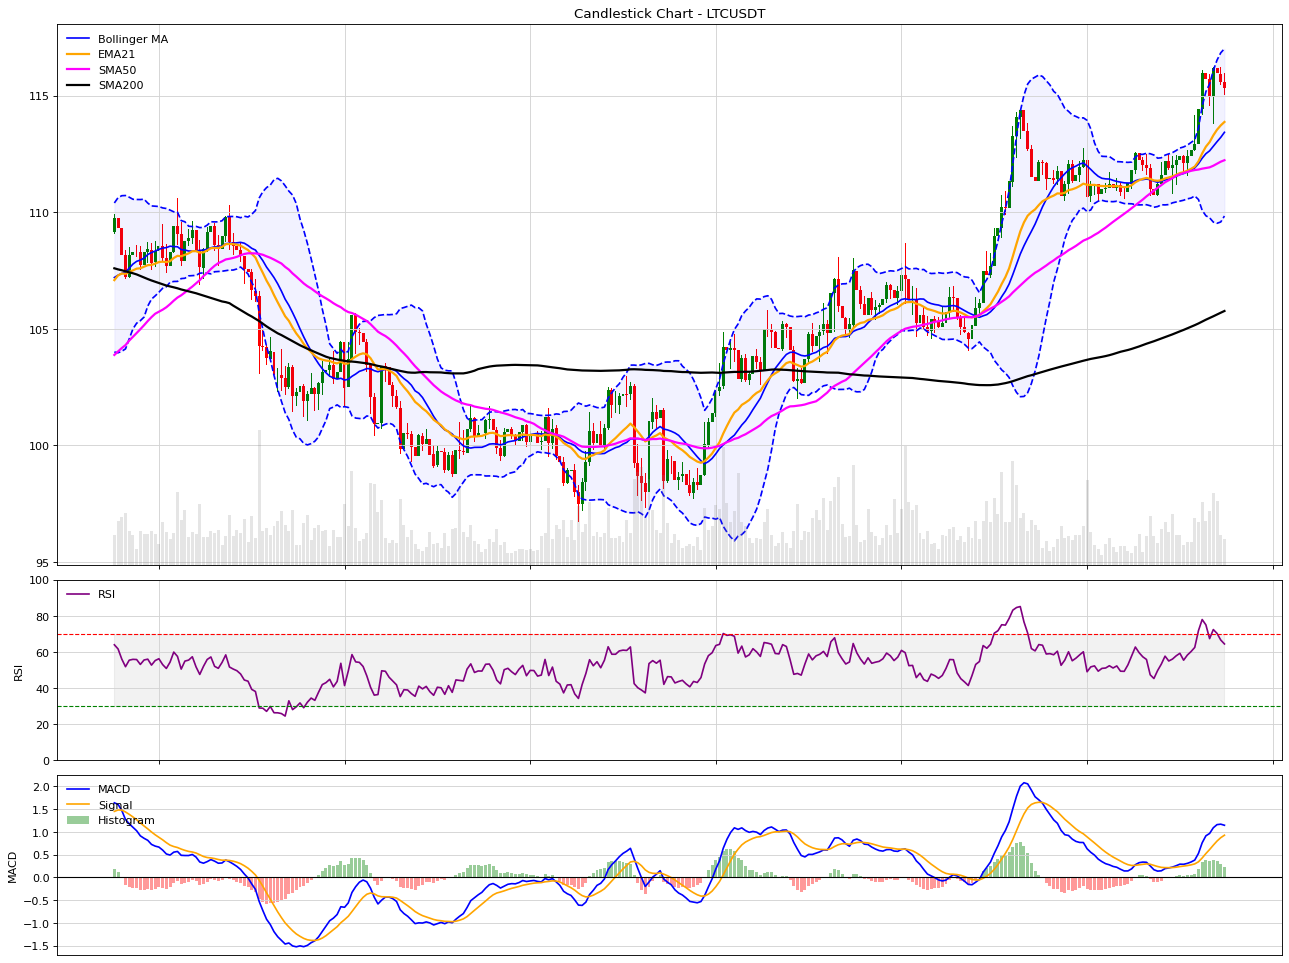 Candlestick Chart - LTCUSDT
Bollinger MA
EMA21
SMA50
SMA200
115
110
105
100
95
RSI
100
80
60
40
20
0
RSI
MACD
Signal
Histogram
2.0
1.5
1.0
0.5
0.0
−0.5
−1.0
−1.5
MACD